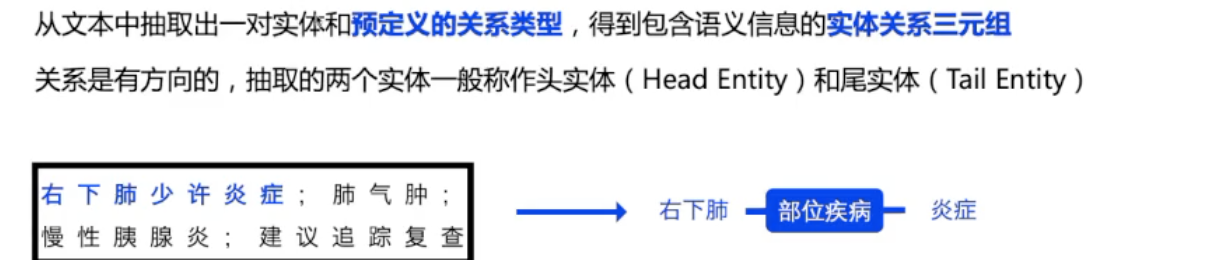 从文本中抽取出一对实体和预定义的关系类型，得到包含语义信息的实体关系三元组
关系是有方向的，抽取的两个实体一般称作头实体（Head Entity）和尾实体（Tail Entity）
右下肺少许炎症；肺气肿；
慢性胰腺炎；建议追踪复查
右下肺 部位疾病 炎症